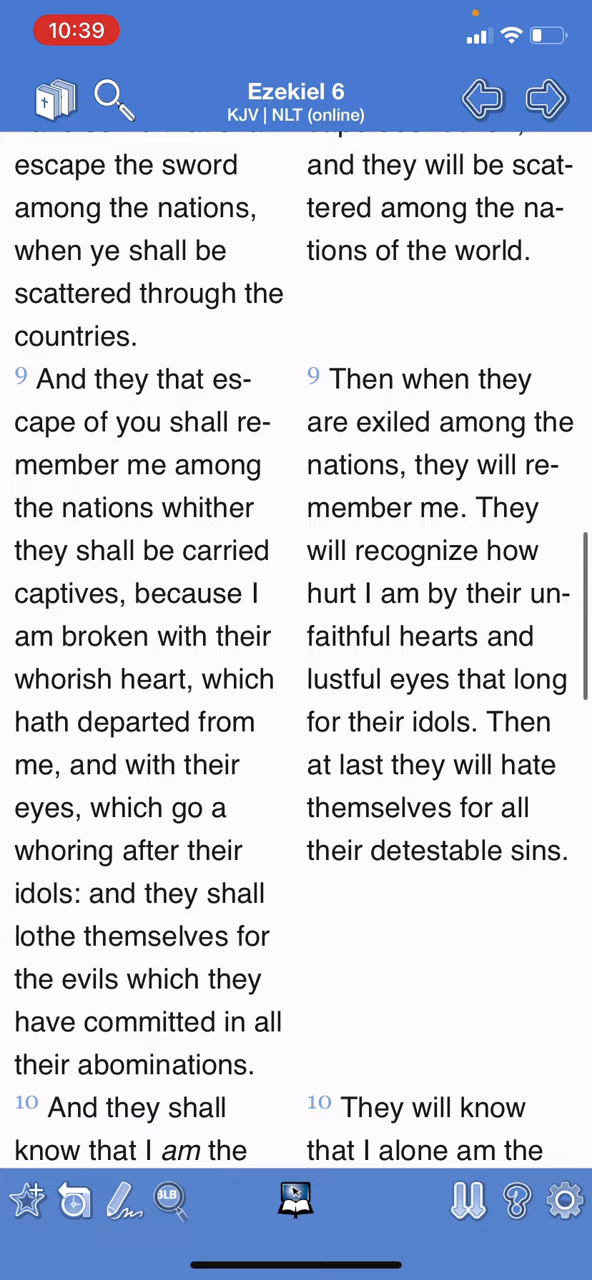 10:39
Ezekiel 6
KJV | NLT (online)
escape the sword
among the nations,
when ye shall be
scattered through the
countries.
9 And they that es-
cape of you shall re-
member me among
the nations whither
they shall be carried
captives, because I
am broken with their
whorish heart, which
hath departed from
me, and with their
eyes, which go a
whoring after their
idols: and they shall
lothe themselves for
the evils which they
have committed in all
their abominations.
10 And they shall
know that I am the
and they will be scat-
tered among the na-
tions of the world.
9 Then when they
are exiled among the
nations, they will re-
member me. They
will recognize how
hurt I am by their un-
faithful hearts and
lustful eyes that long
for their idols. Then
at last they will hate
themselves for all
their detestable sins.
10 They will know
that I alone am the
BLB